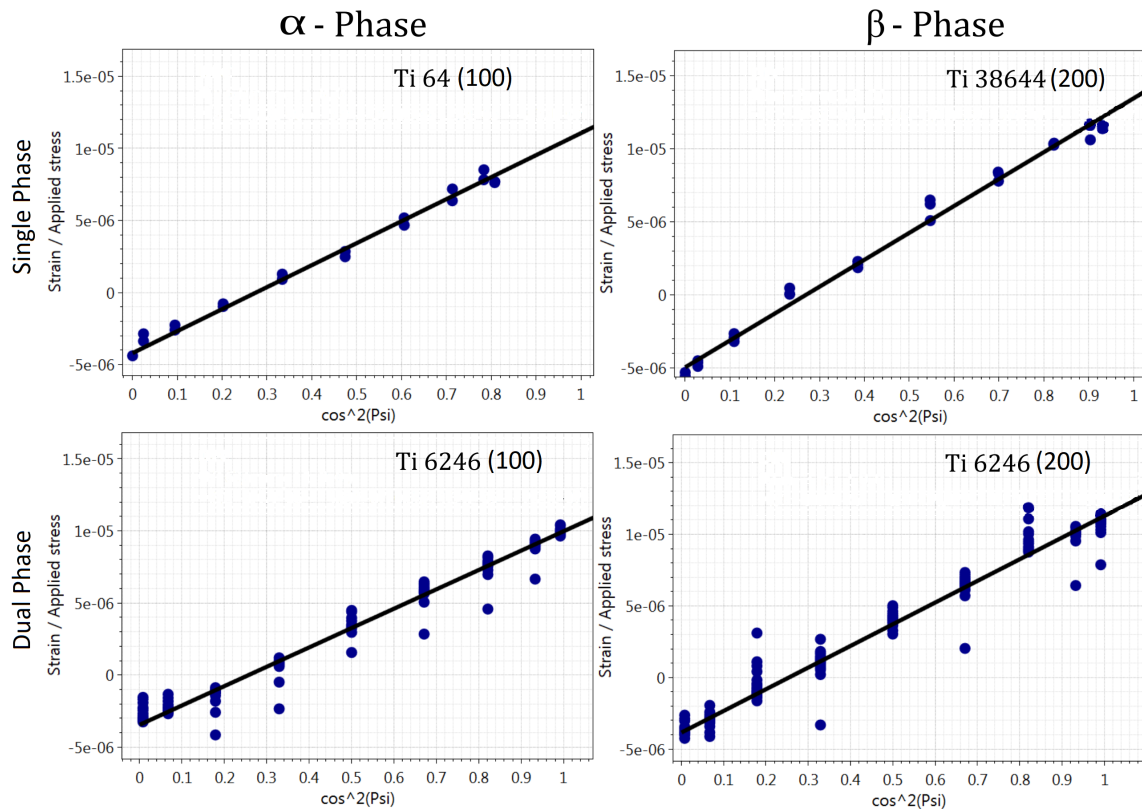 α - Phase
β - Phase
Single Phase
Dual Phase
Ti 64 (100)
Strain / Applied stress
1.5e-05
1e-05
5e-06
0
-5e-06
0 0.1 0.2 0.3 0.4 0.5 0.6 0.7 0.8 0.9 1
cos^2(Psi)
Ti 38644 (200)
Strain / Applied stress
1.5e-05
1e-05
5e-06
0
-5e-06
0 0.1 0.2 0.3 0.4 0.5 0.6 0.7 0.8 0.9 1
cos^2(Psi)
Ti 6246 (100)
Strain / Applied stress
1.5e-05
1e-05
5e-06
0
-5e-06
0 0.1 0.2 0.3 0.4 0.5 0.6 0.7 0.8 0.9 1
cos^2(Psi)
Ti 6246 (200)
Strain / Applied stress
1.5e-05
1e-05
5e-06
0
-5e-06
0 0.1 0.2 0.3 0.4 0.5 0.6 0.7 0.8 0.9 1
cos^2(Psi)